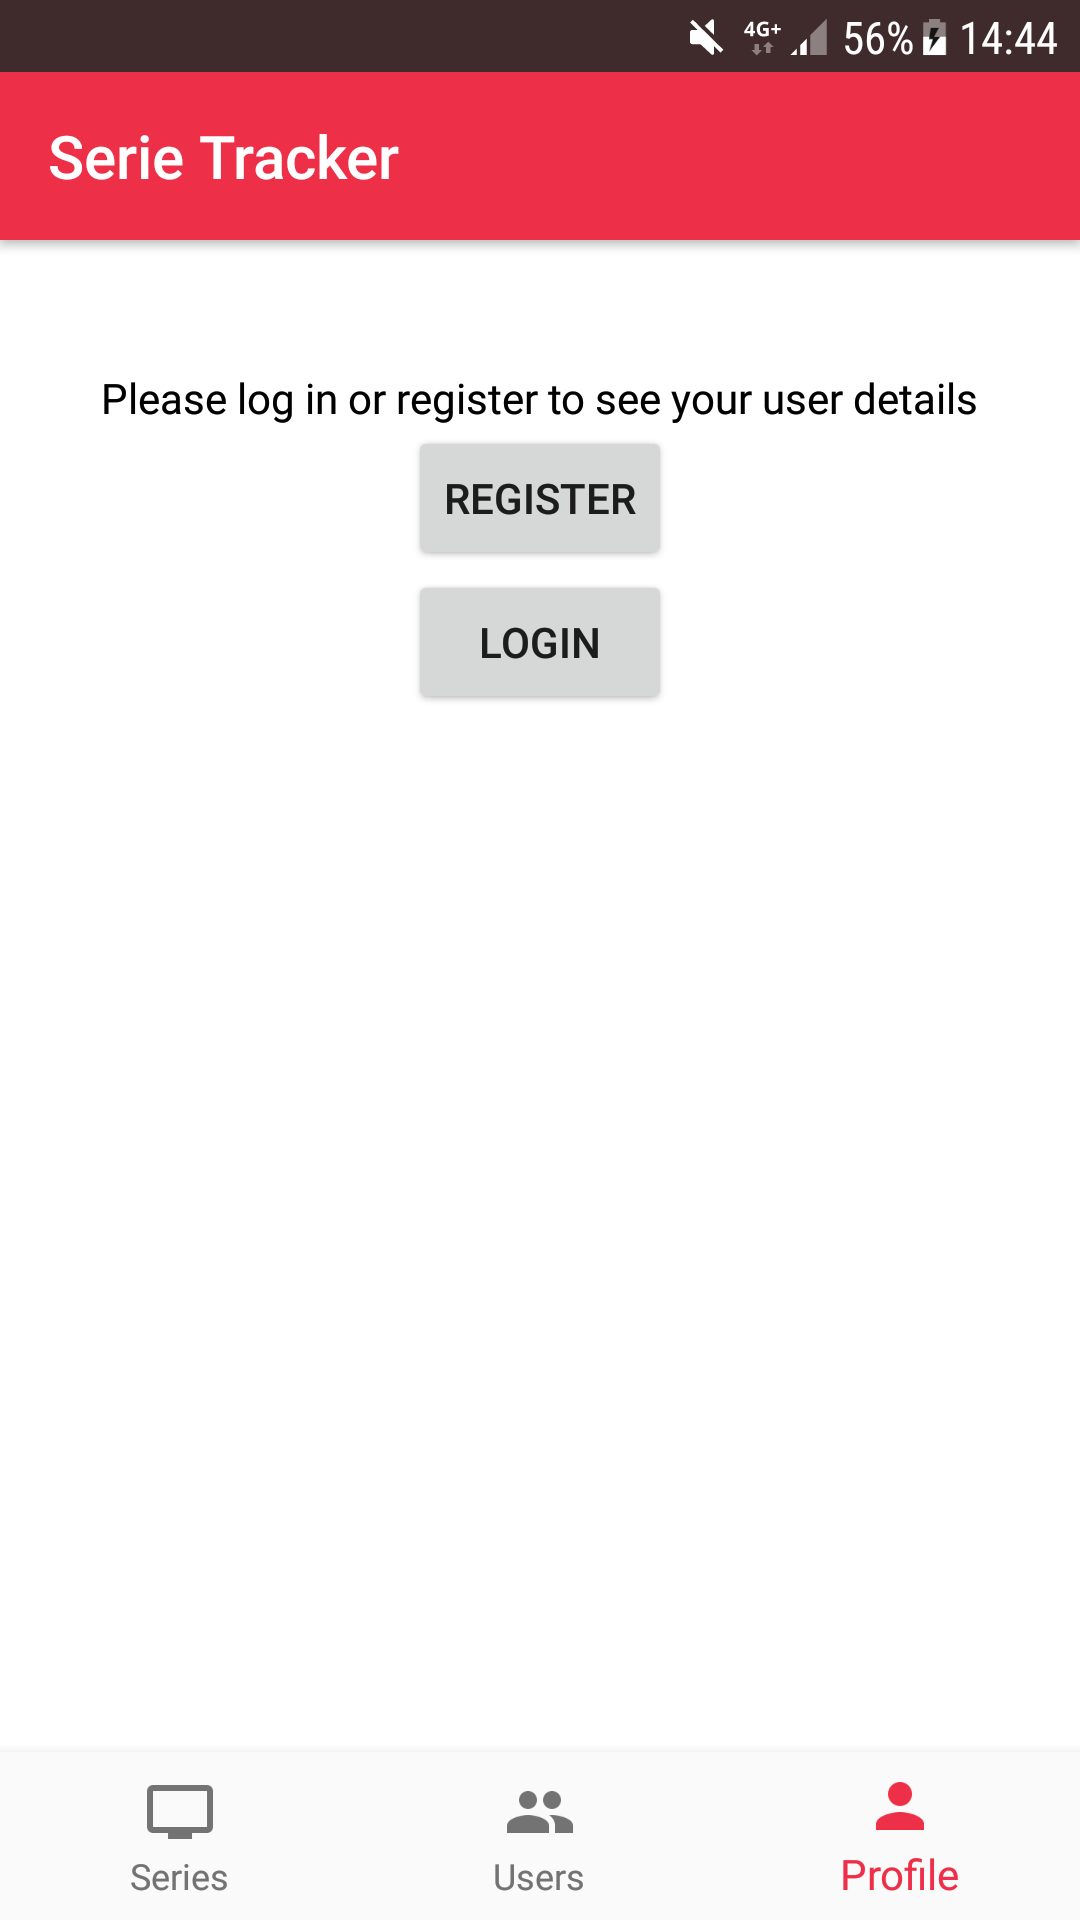 4G+ 56% 14:44
Serie Tracker
Please log in or register to see your user details
REGISTER
LOGIN
Series Users Profile